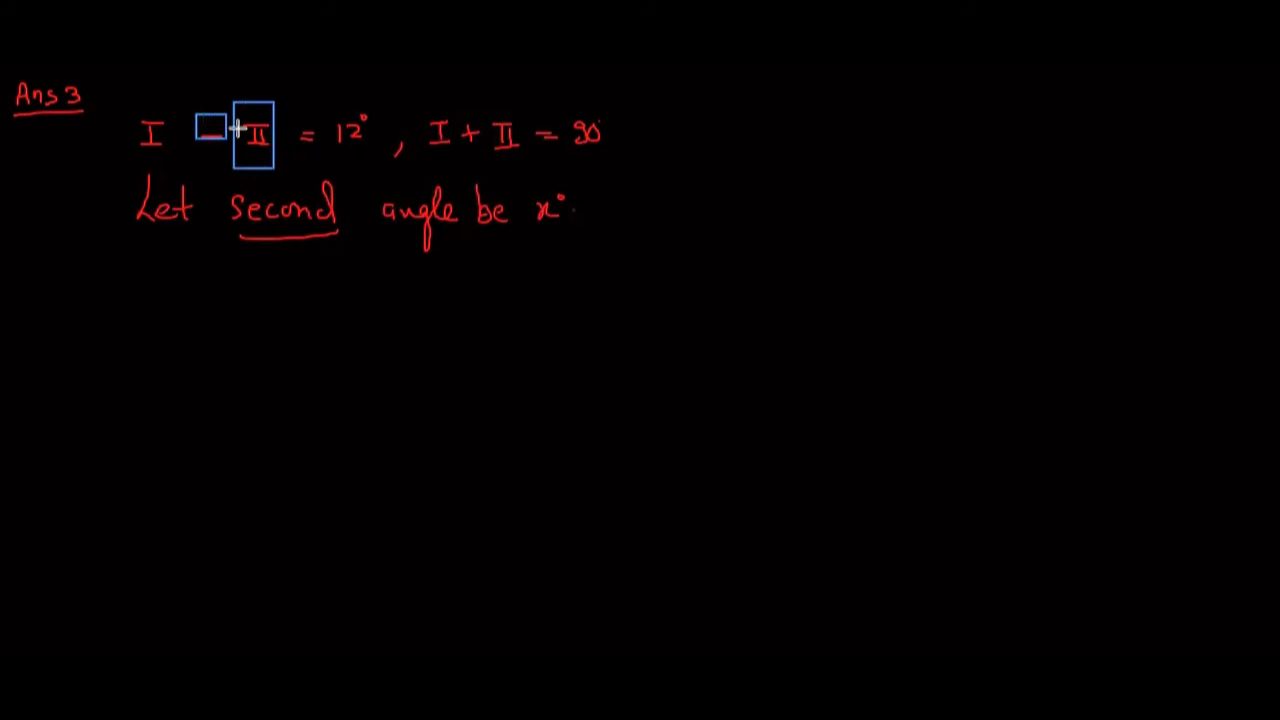 Ans 3
I - II = 12° , I + II = 90°
Let second angle be x°.